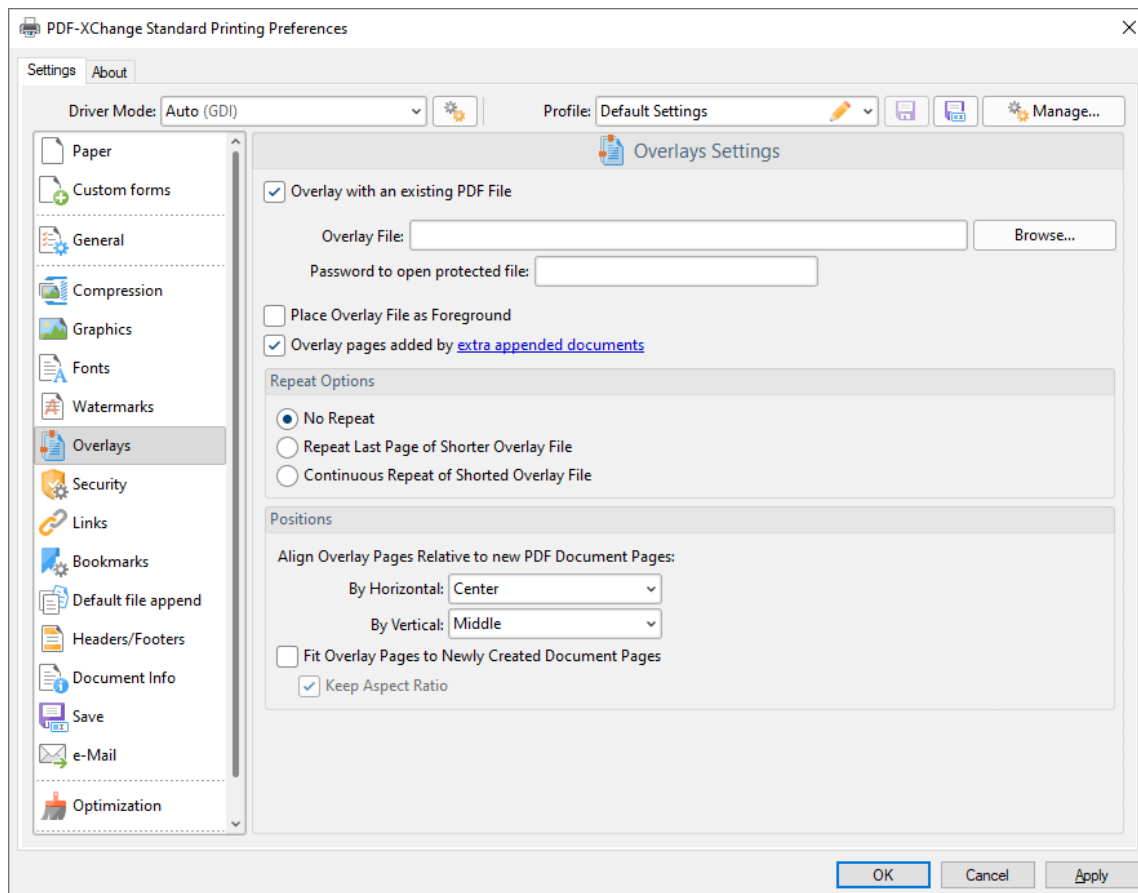 PDF-XChange Standard Printing Preferences
Settings About
Driver Mode: Auto (GDI) Profile: Default Settings Manage...
Paper
Custom forms
General
Compression
Graphics
Fonts
Watermarks
Overlays
Security
Links
Bookmarks
Default file append
Headers/Footers
Document Info
Save
e-Mail
Optimization
Overlays Settings
Overlay with an existing PDF File
Overlay File: Browse...
Password to open protected file:
Place Overlay File as Foreground
Overlay pages added by extra appended documents
Repeat Options
No Repeat
Repeat Last Page of Shorter Overlay File
Continuous Repeat of Shorted Overlay File
Positions
Align Overlay Pages Relative to new PDF Document Pages:
By Horizontal: Center
By Vertical: Middle
Fit Overlay Pages to Newly Created Document Pages
Keep Aspect Ratio
OK Cancel Apply